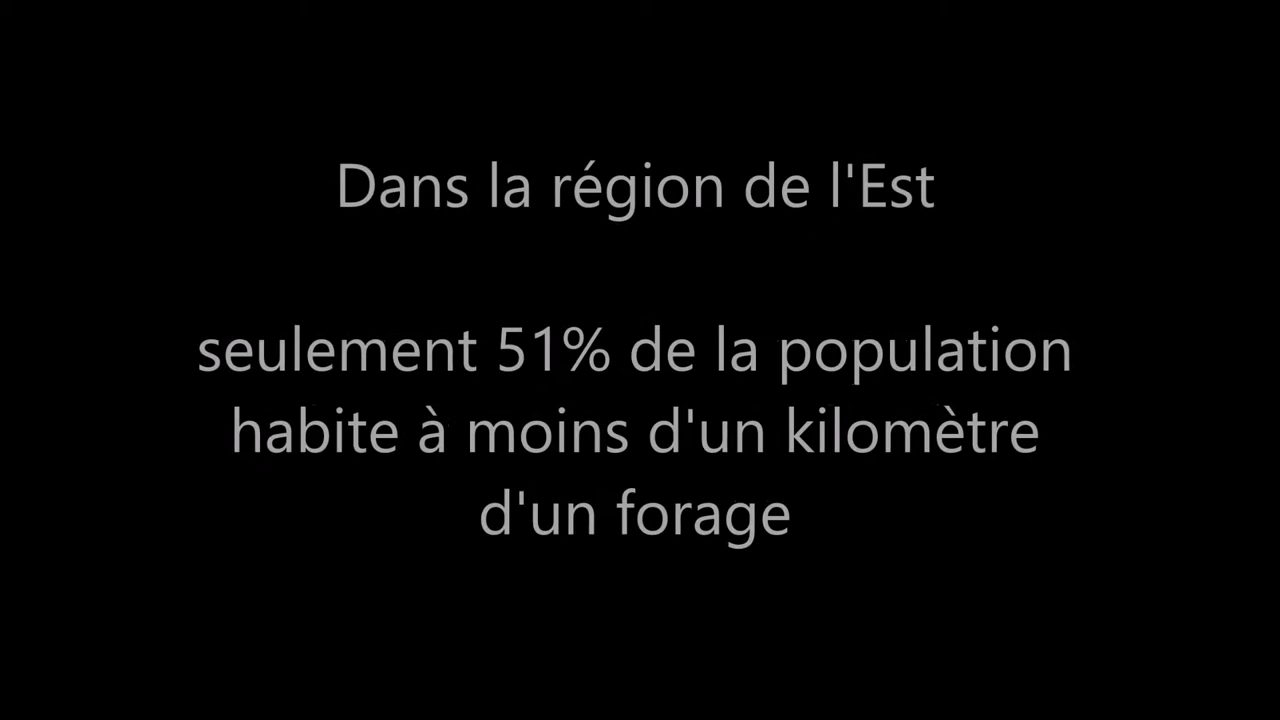 Dans la région de l'Est
seulement 51% de la population
habite à moins d'un kilomètre
d'un forage